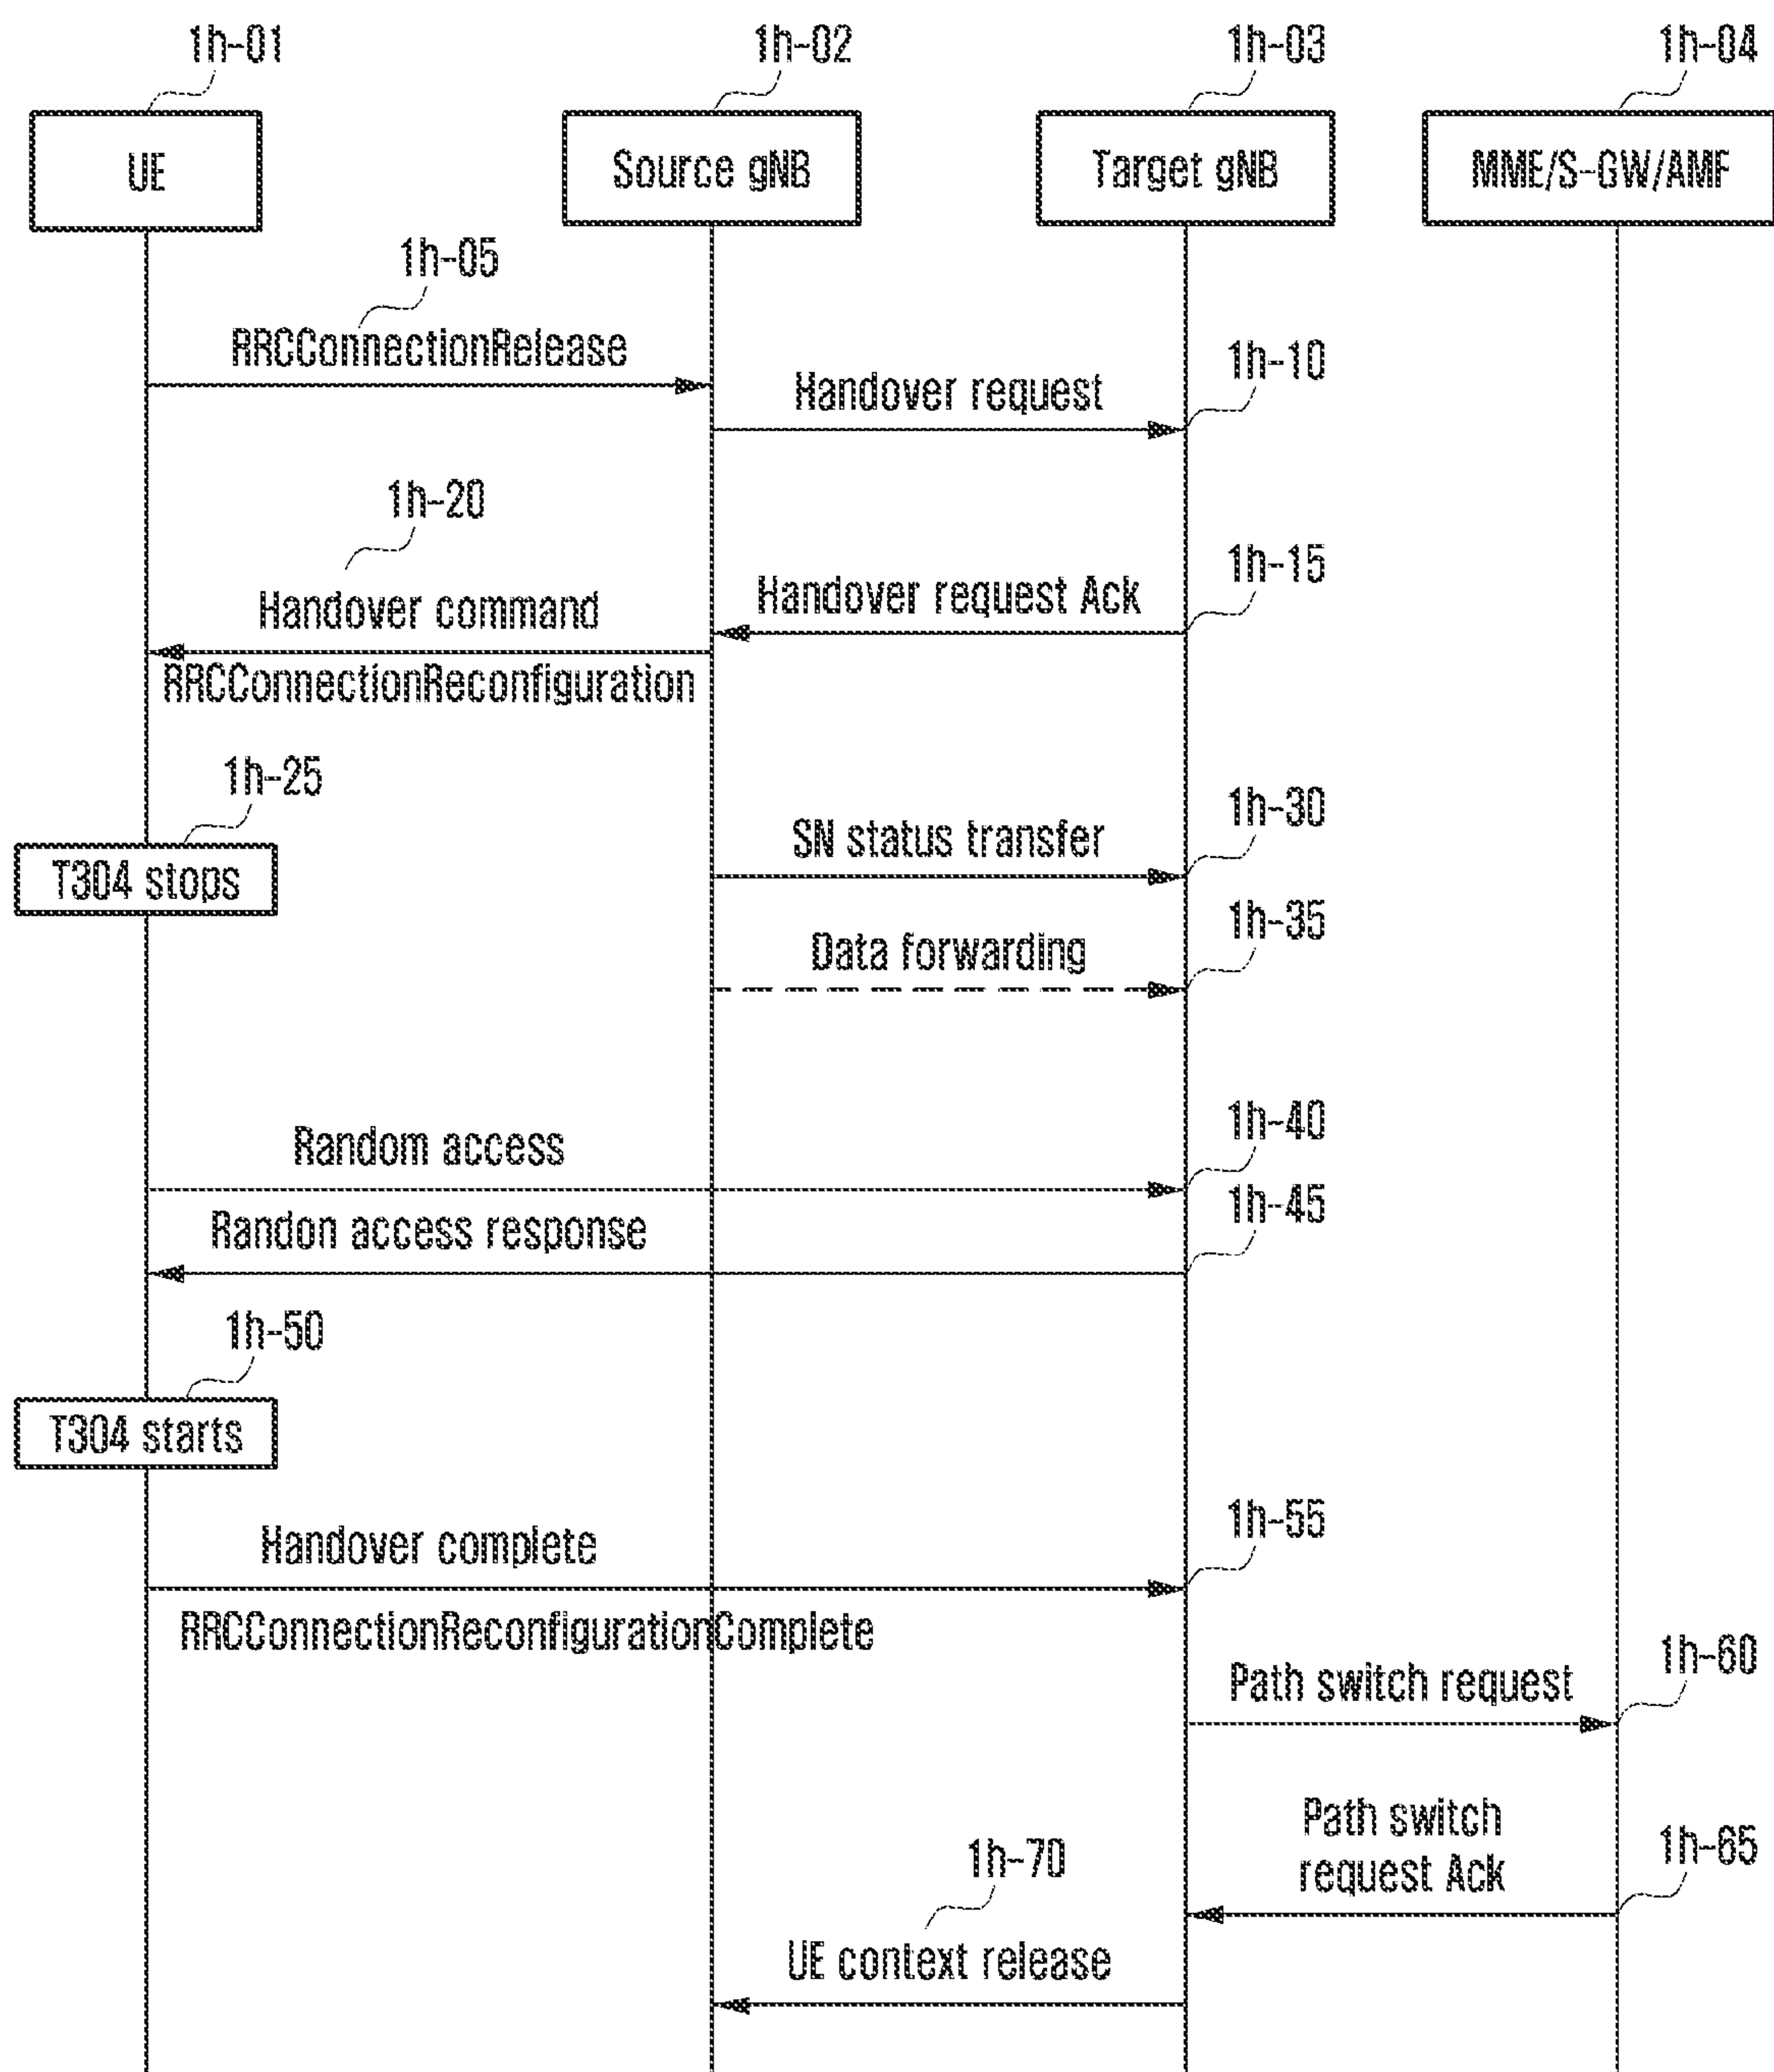 1h-01
1h-02
1h-03
1h-04
UE
Source gNB
Target gNB
MME/S-GW/AMF
1h-05
RRCConnectionRelease
Handover request
1h-10
1h-20
Handover command
RRCConnectionReconfiguration
Handover request Ack
1h-15
1h-25
T304 stops
SN status transfer
1h-30
Data forwarding
1h-35
Random access
1h-40
Randon access response
1h-45
1h-50
T304 starts
Handover complete
1h-55
RRCConnectionReconfigurationComplete
Path switch request
1h-60
Path switch
request Ack
1h-65
1h-70
UE context release